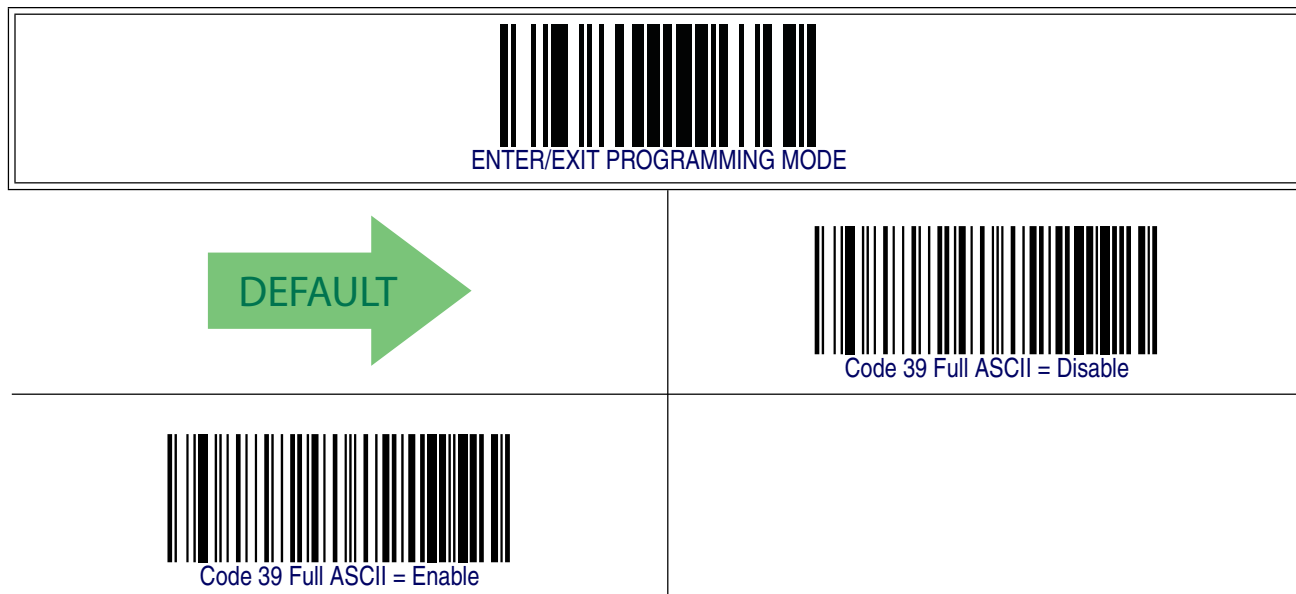 ENTER/EXIT PROGRAMMING MODE
DEFAULT
Code 39 Full ASCII = Disable
Code 39 Full ASCII = Enable